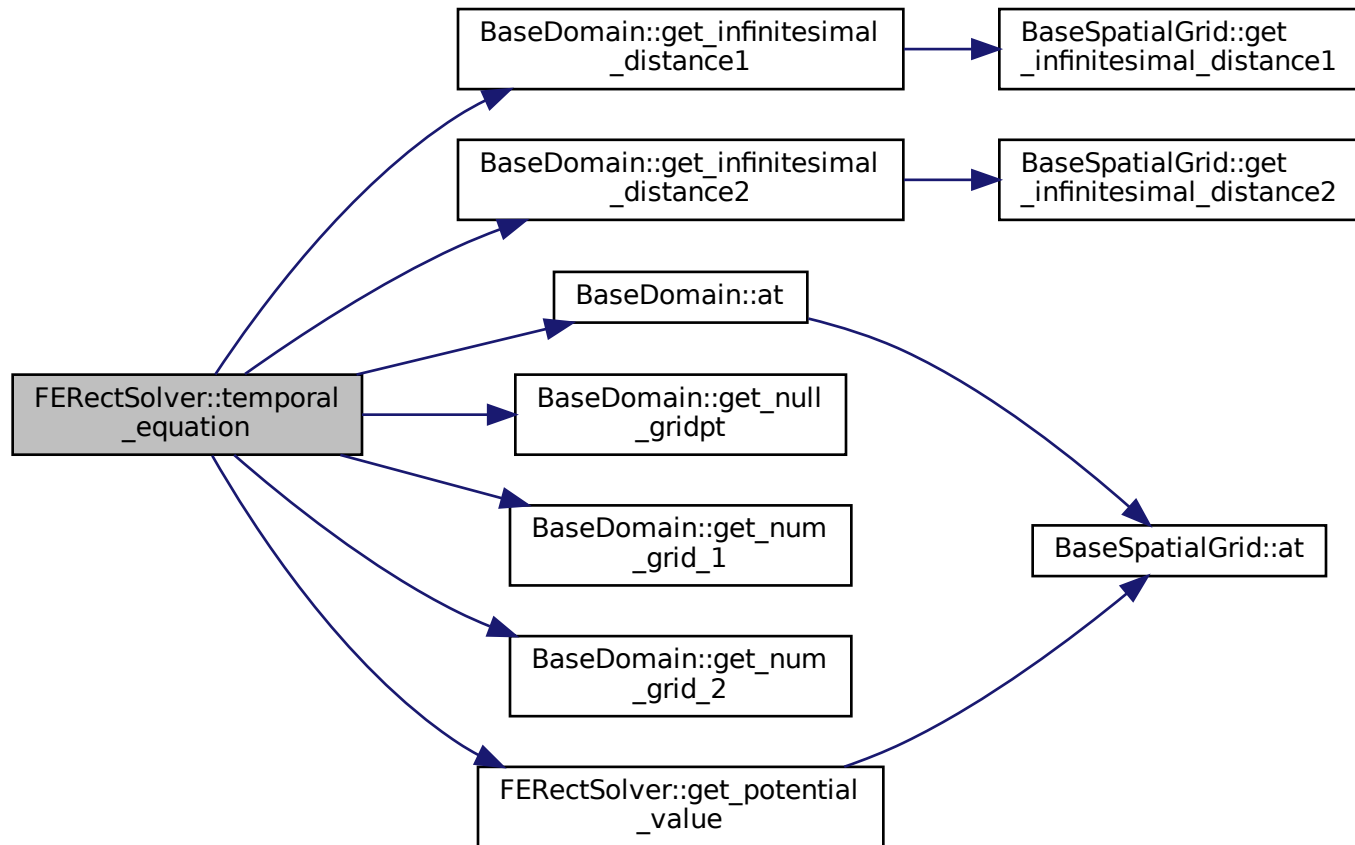 BaseDomain::get_infinitesimal
_distance1
BaseSpatialGrid::get
_infinitesimal_distance1
BaseDomain::get_infinitesimal
_distance2
BaseSpatialGrid::get
_infinitesimal_distance2
BaseDomain::at
FERectSolver::temporal
_equation
BaseDomain::get_null
_gridpt
BaseDomain::get_num
_grid_1
BaseSpatialGrid::at
BaseDomain::get_num
_grid_2
FERectSolver::get_potential
_value